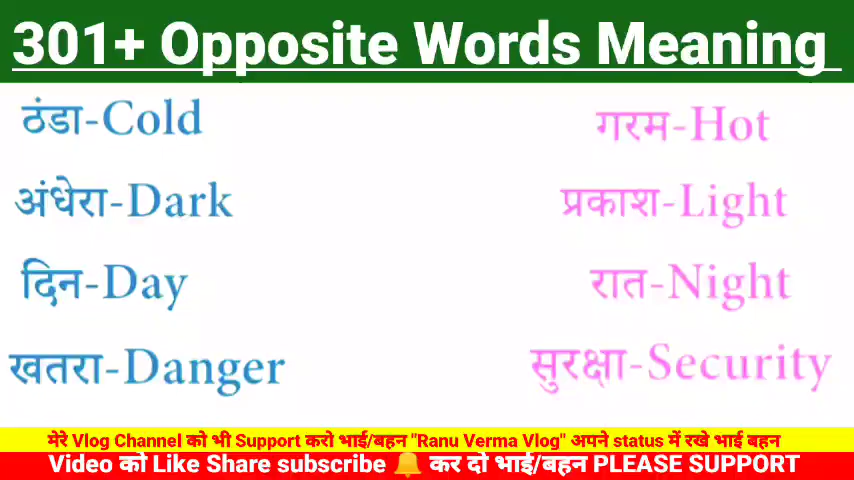 301+ Opposite Words Meaning
ठंडा-Cold गरम-Hot
अंधेरा-Dark प्रकाश-Light
दिन-Day रात-Night
खतरा-Danger सुरक्षा-Security
मेरे Vlog Channel को भी Support करो भाई/बहन "Ranu Verma Vlog" अपने status में रखे भाई बहन
Video को Like Share subscribe 🔔 कर दो भाई/बहन PLEASE SUPPORT